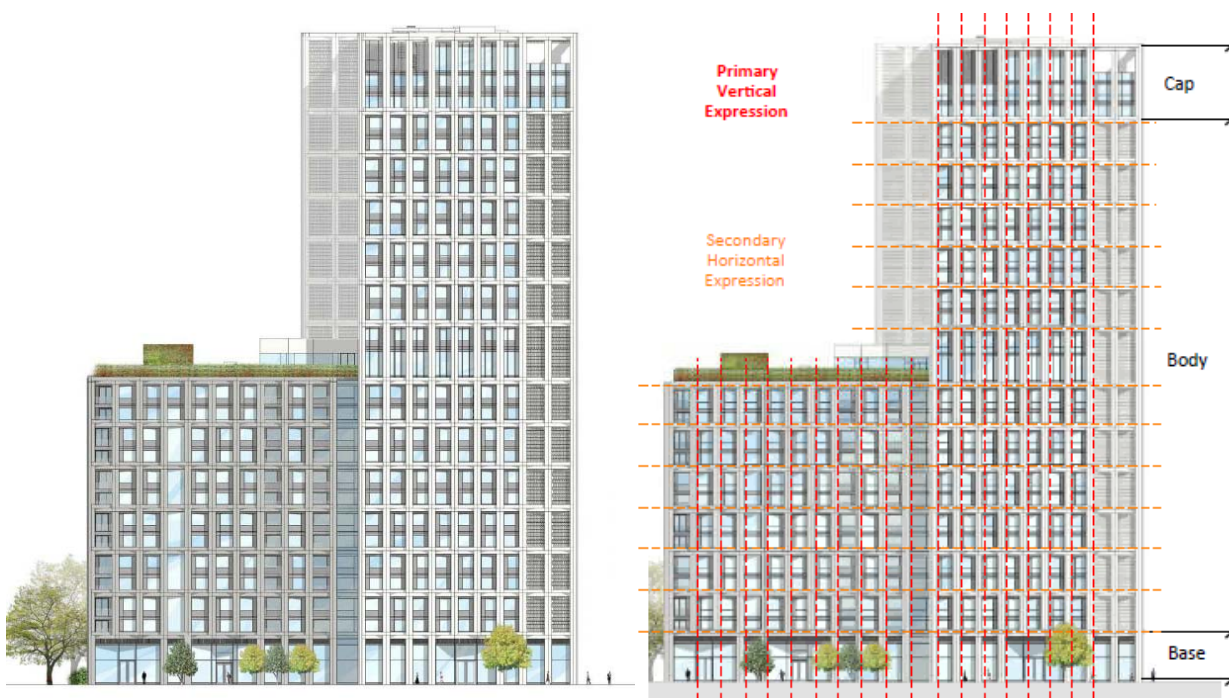 Primary
Vertical
Expression
Cap
Secondary
Horizontal
Expression
Body
Base